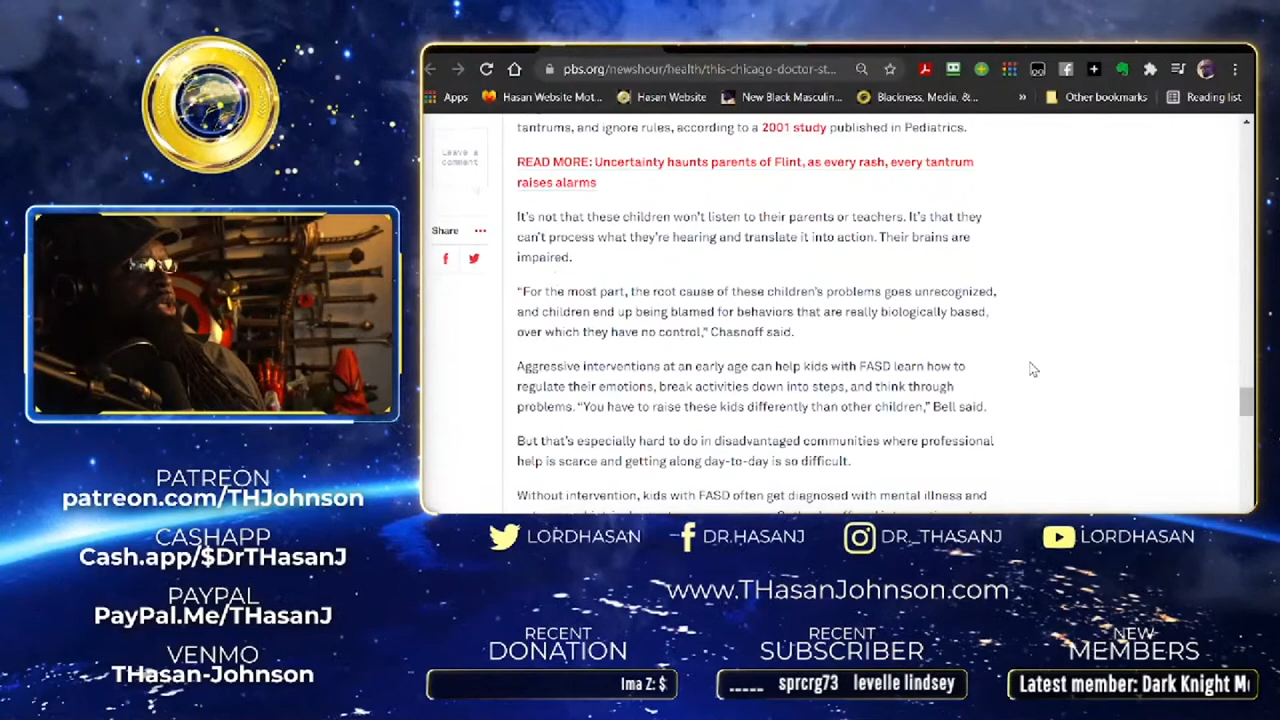 pbs.org/newshour/health/this-chicago-doctor-st...
Apps
Hasan Website Mot...
Hasan Website
New Black Masculin...
Blackness, Media, &...
»
Other bookmarks
Reading list
Leave a
comment
Share
tantrums, and ignore rules, according to a 2001 study published in Pediatrics.
READ MORE: Uncertainty haunts parents of Flint, as every rash, every tantrum
raises alarms
It's not that these children won't listen to their parents or teachers. It's that they
can't process what they're hearing and translate it into action. Their brains are
impaired.
“For the most part, the root cause of these children's problems goes unrecognized,
and children end up being blamed for behaviors that are really biologically based,
over which they have no control,” Chasnoff said.
Aggressive interventions at an early age can help kids with FASD learn how to
regulate their emotions, break activities down into steps, and think through
problems. “You have to raise these kids differently than other children,” Bell said.
But that's especially hard to do in disadvantaged communities where professional
help is scarce and getting along day-to-day is so difficult.
Without intervention, kids with FASD often get diagnosed with mental illness and
PATREON
patreon.com/THJohnson
CASHAPP
Cash.app/$DrTHasanJ
PAYPAL
PayPal.Me/THasanJ
VENMO
THasan-Johnson
LORDHASAN
DR.HASANJ
DR._THASANJ
LORDHASAN
www.THasanJohnson.com
RECENT
DONATION
Ima Z: $
RECENT
SUBSCRIBER
_____ sprcrg73 levelle lindsey
NEW
MEMBERS
Latest member: Dark Knight M